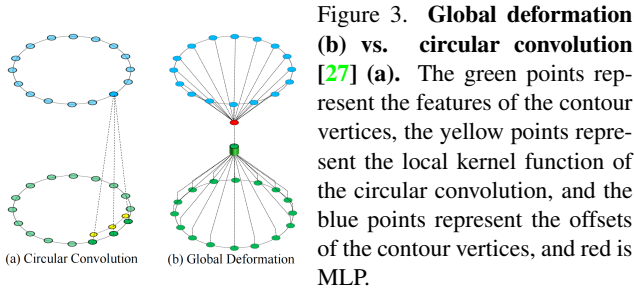 (a) Circular Convolution
(b) Global Deformation
Figure 3. Global deformation
(b) vs. circular convolution
[27] (a). The green points rep-
resent the features of the contour
vertices, the yellow points repre-
sent the local kernel function of
the circular convolution, and the
blue points represent the offsets
of the contour vertices, and red is
MLP.